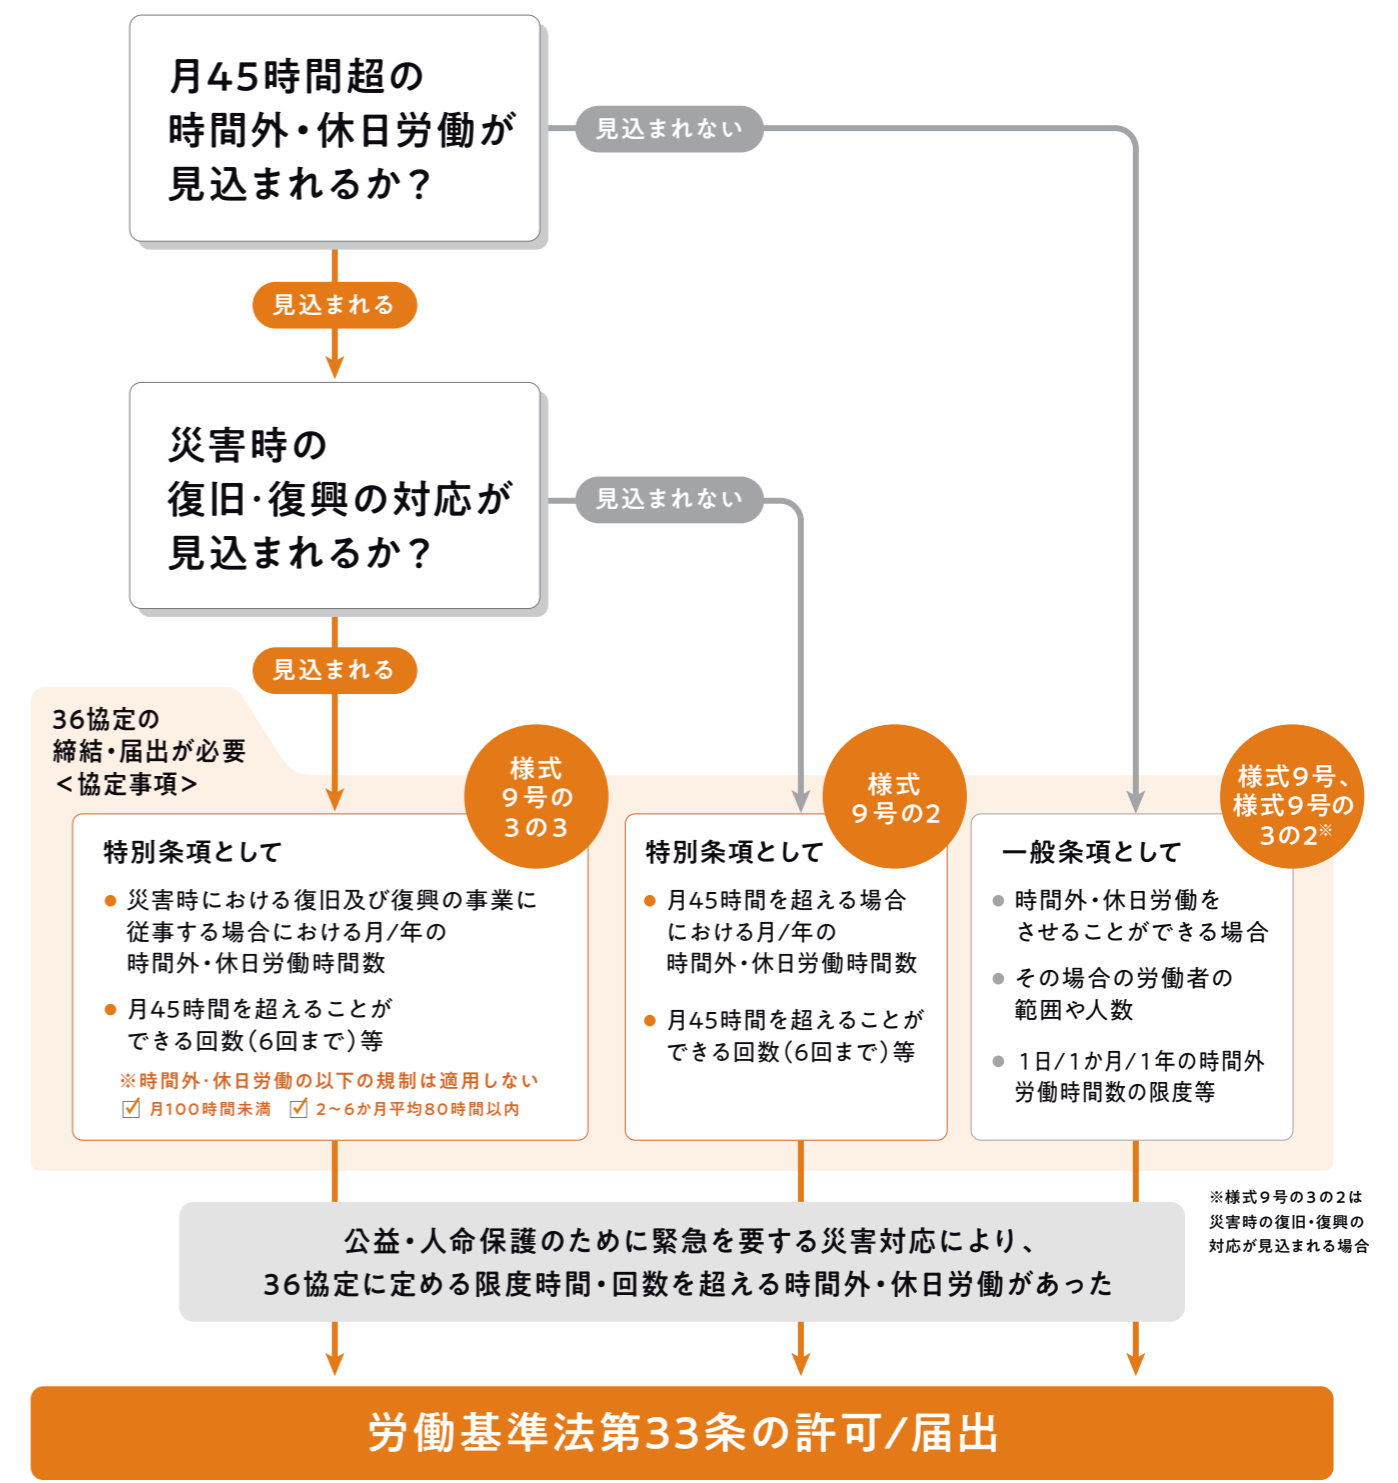 月45時間超の
時間外・休日労働が
見込まれるか？
見込まれない
見込まれる
災害時の
復旧・復興の対応が
見込まれるか？
見込まれない
見込まれる
36協定の
締結・届出が必要
＜協定事項＞
様式
9号の
3の3
特別条項として
● 災害時における復旧及び復興の事業に
従事する場合における月/年の
時間外・休日労働時間数
● 月45時間を超えることが
できる回数（6回まで）等
※時間外・休日労働の以下の規制は適用しない
☑ 月100時間未満 ☑ 2～6か月平均80時間以内
様式
9号の2
特別条項として
● 月45時間を超える場合
における月/年の
時間外・休日労働時間数
● 月45時間を超えることが
できる回数（6回まで）等
様式9号、
様式9号の
3の2※
一般条項として
● 時間外・休日労働を
させることができる場合
● その場合の労働者の
範囲や人数
● 1日/1か月/1年の時間外
労働時間数の限度等
※様式9号の3の2は
災害時の復旧・復興の
対応が見込まれる場合
公益・人命保護のために緊急を要する災害対応により、
36協定に定める限度時間・回数を超える時間外・休日労働があった
労働基準法第33条の許可/届出